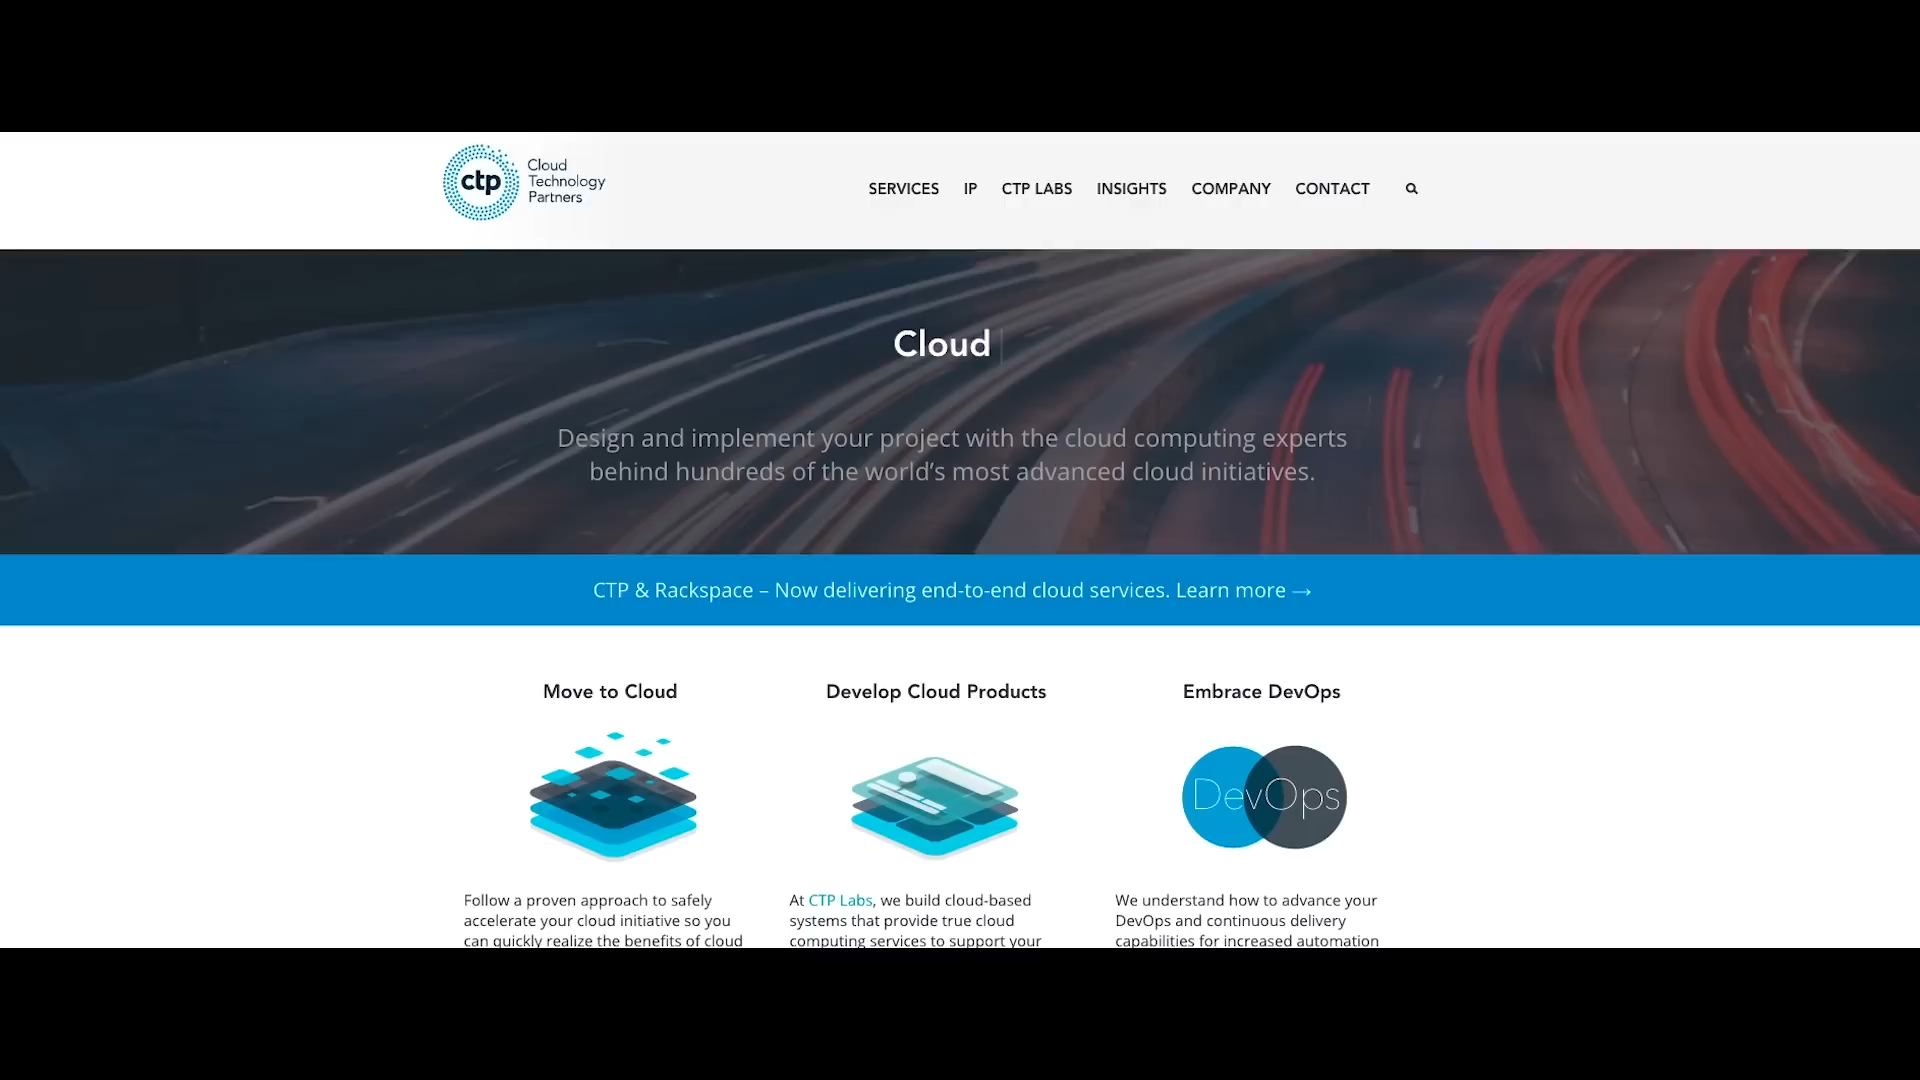 ctp
Cloud
Technology
Partners
SERVICES IP CTP LABS INSIGHTS COMPANY CONTACT
Cloud
Design and implement your project with the cloud computing experts
behind hundreds of the world’s most advanced cloud initiatives.
CTP & Rackspace – Now delivering end-to-end cloud services. Learn more →
Move to Cloud
Follow a proven approach to safely
accelerate your cloud initiative so you
can quickly realize the benefits of cloud
Develop Cloud Products
At CTP Labs, we build cloud-based
systems that provide true cloud
computing services to support your
Embrace DevOps
DevOps
We understand how to advance your
DevOps and continuous delivery
capabilities for increased automation